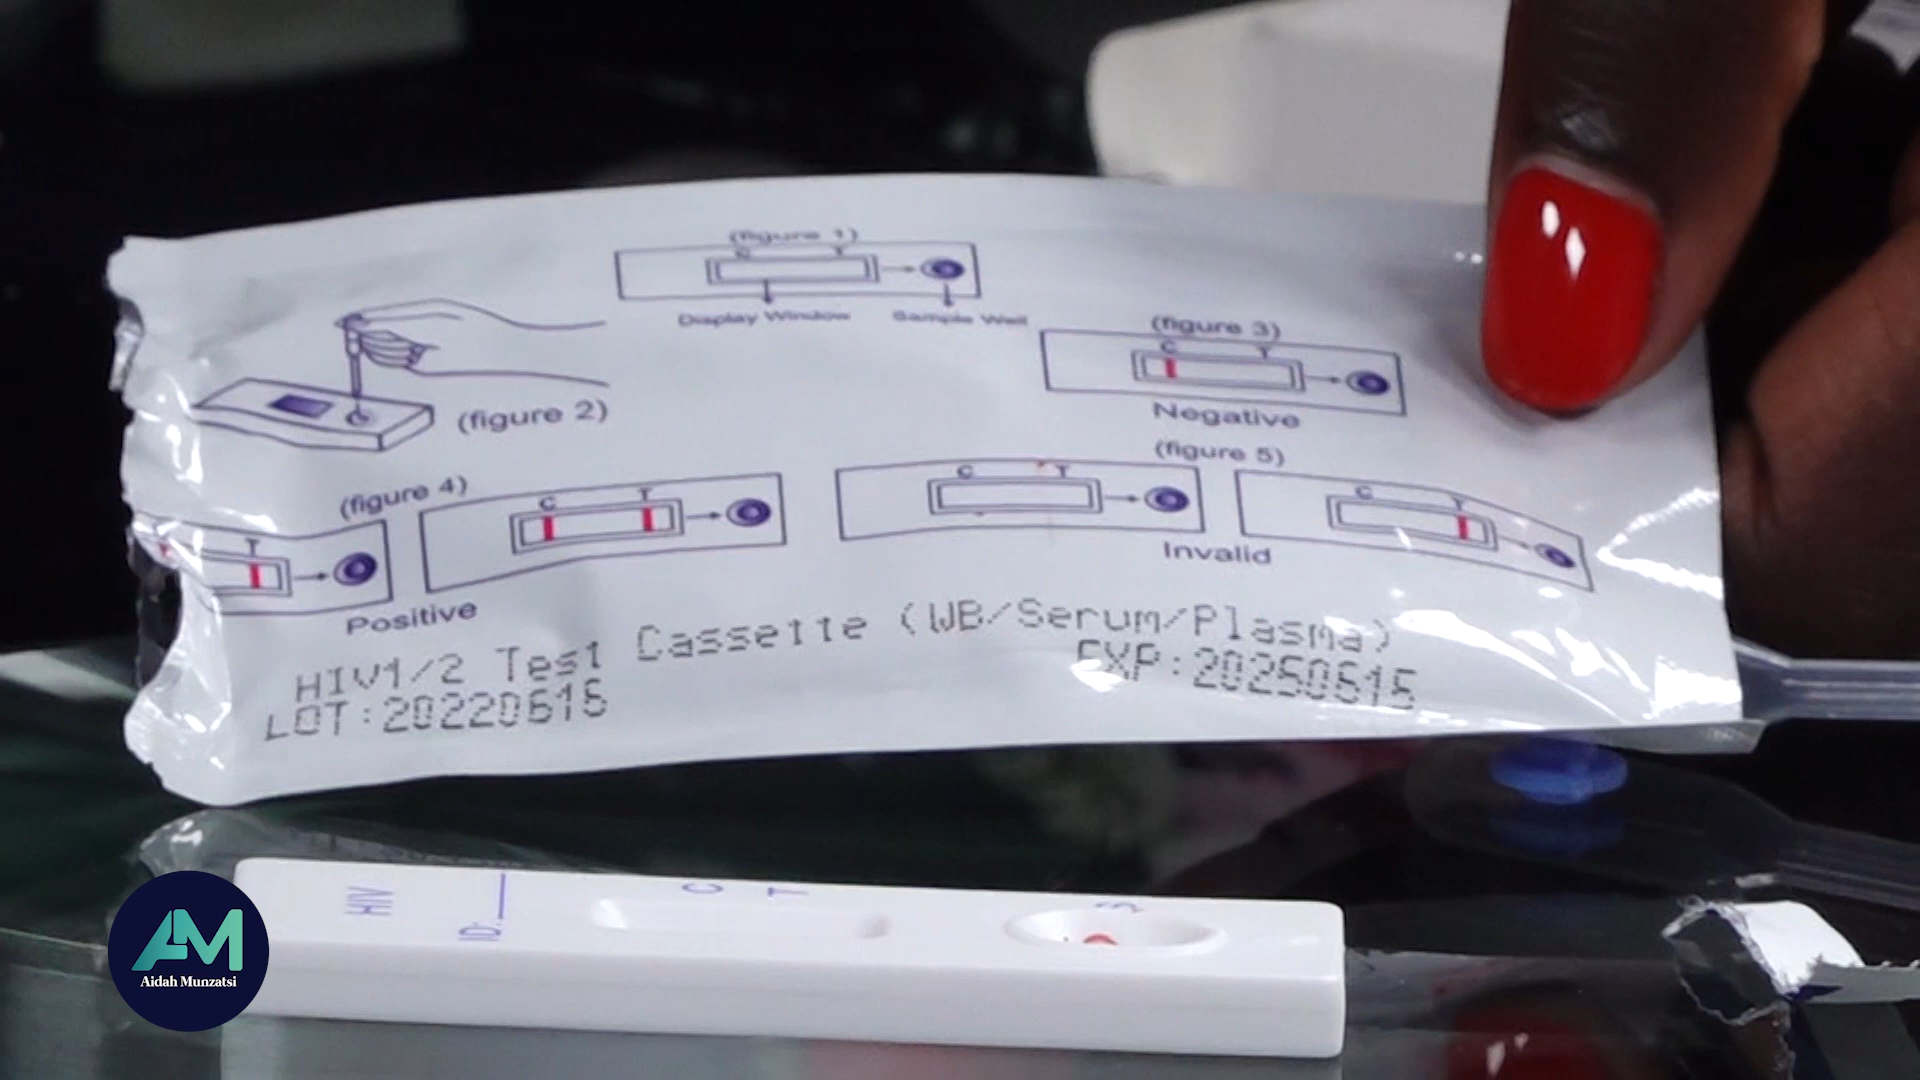 (figure 1)
C T
Display Window Sample Well
(figure 2)
(figure 3)
C T
Negative
(figure 4)
T
C T
Positive
(figure 5)
C T
C T
Invalid
HIV1/2 Test Cassette (WB/Serum/Plasma)
LOT:20220616
EXP:20250615
HIV
ID:
C
T
S
AM
Aidah Munzatsi